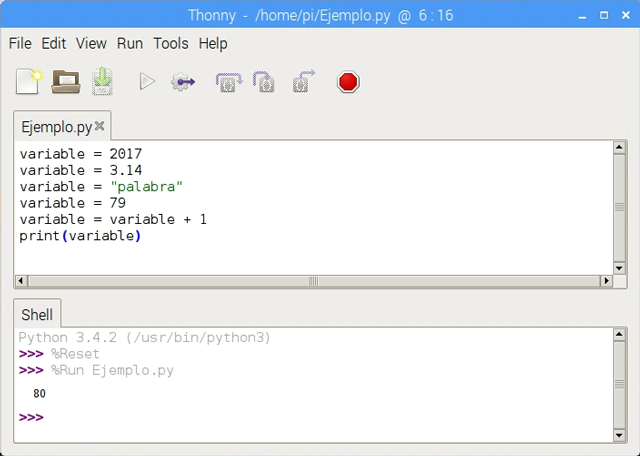 Thonny - /home/pi/Ejemplo.py @ 6 : 16
File Edit View Run Tools Help
Ejemplo.py
variable = 2017
variable = 3.14
variable = "palabra"
variable = 79
variable = variable + 1
print(variable)
Shell
Python 3.4.2 (/usr/bin/python3)
>>> %Reset
>>> %Run Ejemplo.py
80
>>>